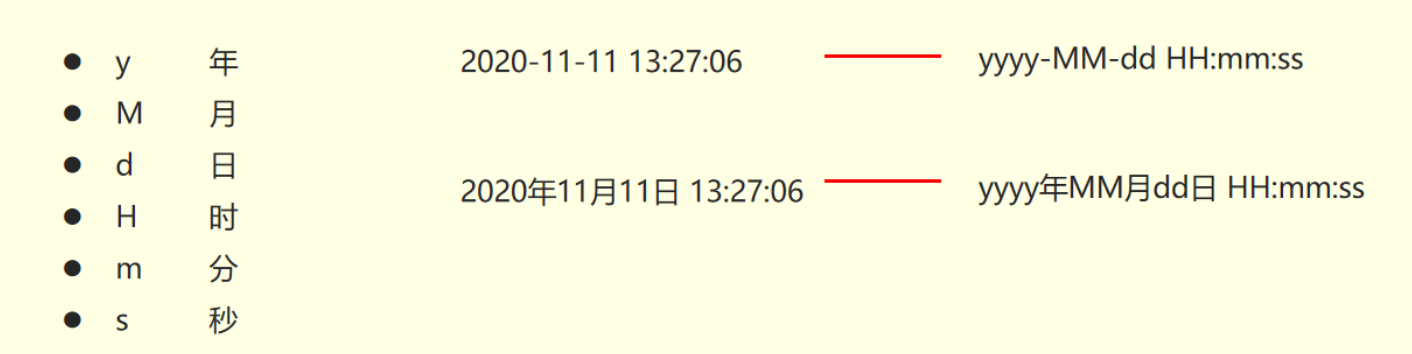 ● y 年
● M 月
● d 日
● H 时
● m 分
● s 秒
2020-11-11 13:27:06 yyyy-MM-dd HH:mm:ss
2020年11月11日 13:27:06 yyyy年MM月dd日 HH:mm:ss